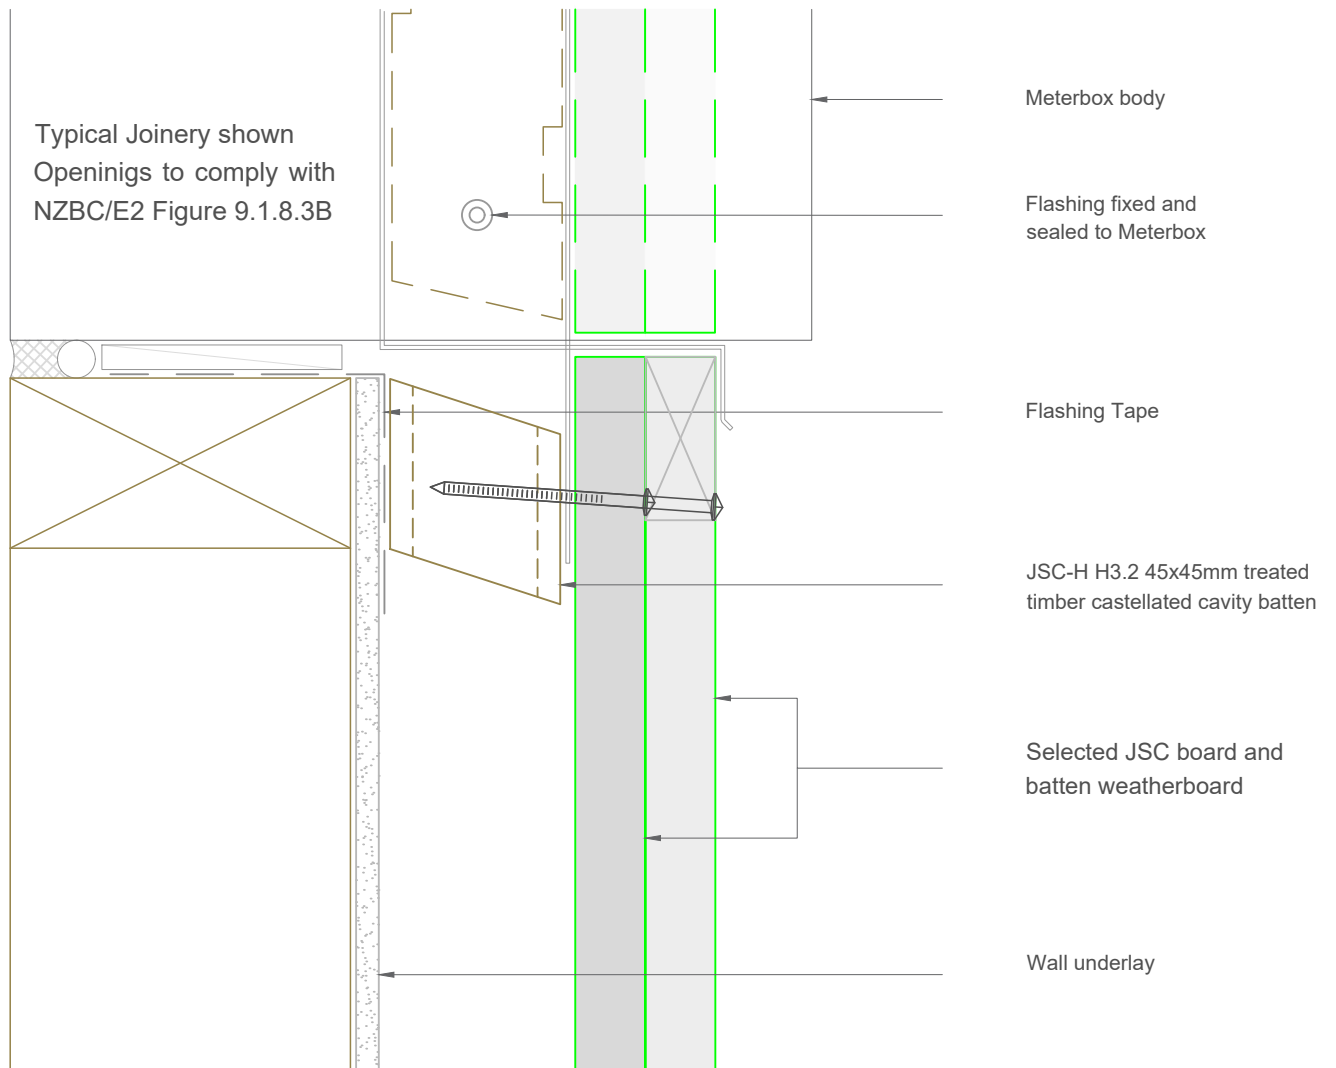 Typical Joinery shown
Openinigs to comply with
NZBC/E2 Figure 9.1.8.3B
Meterbox body
Flashing fixed and
sealed to Meterbox
Flashing Tape
JSC-H H3.2 45x45mm treated
timber castellated cavity batten
Selected JSC board and
batten weatherboard
Wall underlay